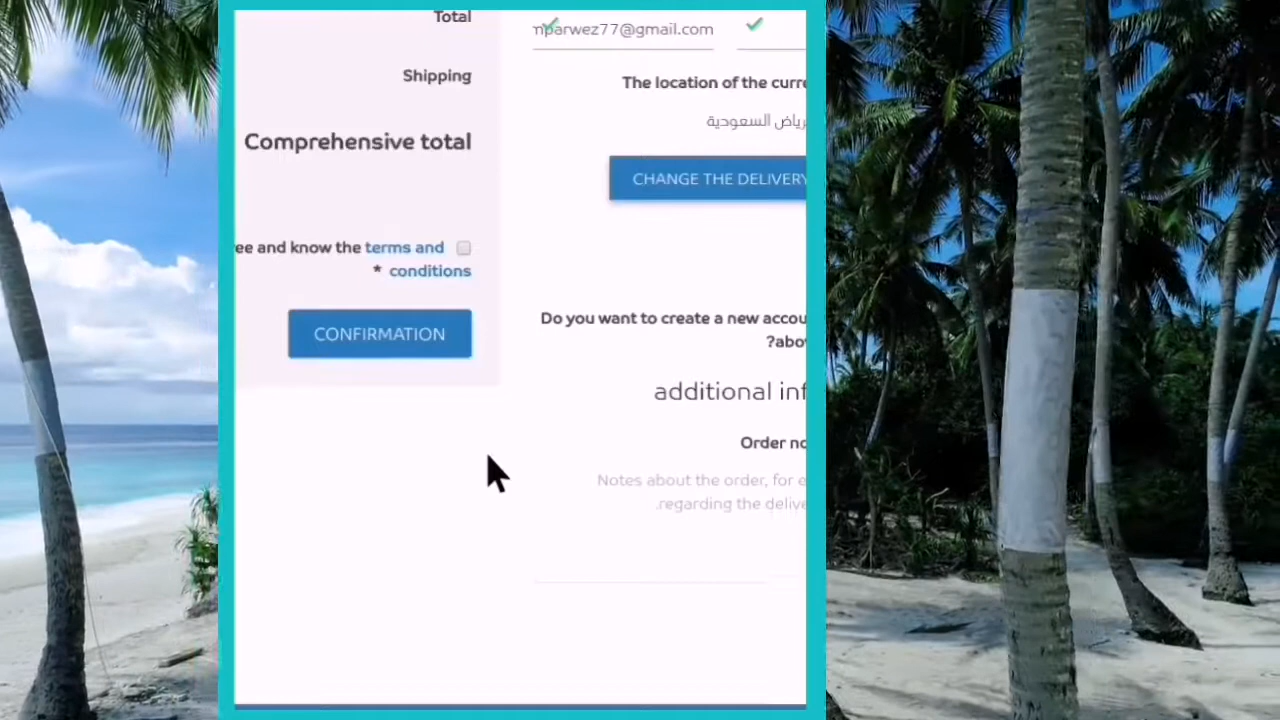 Total
Shipping
Comprehensive total
ee and know the terms and
* conditions
CONFIRMATION
mparwez77@gmail.com
The location of the curre
رياض السعودية
CHANGE THE DELIVERY
Do you want to create a new accou
?abov
additional inf
Order no
Notes about the order, for e
.regarding the delive